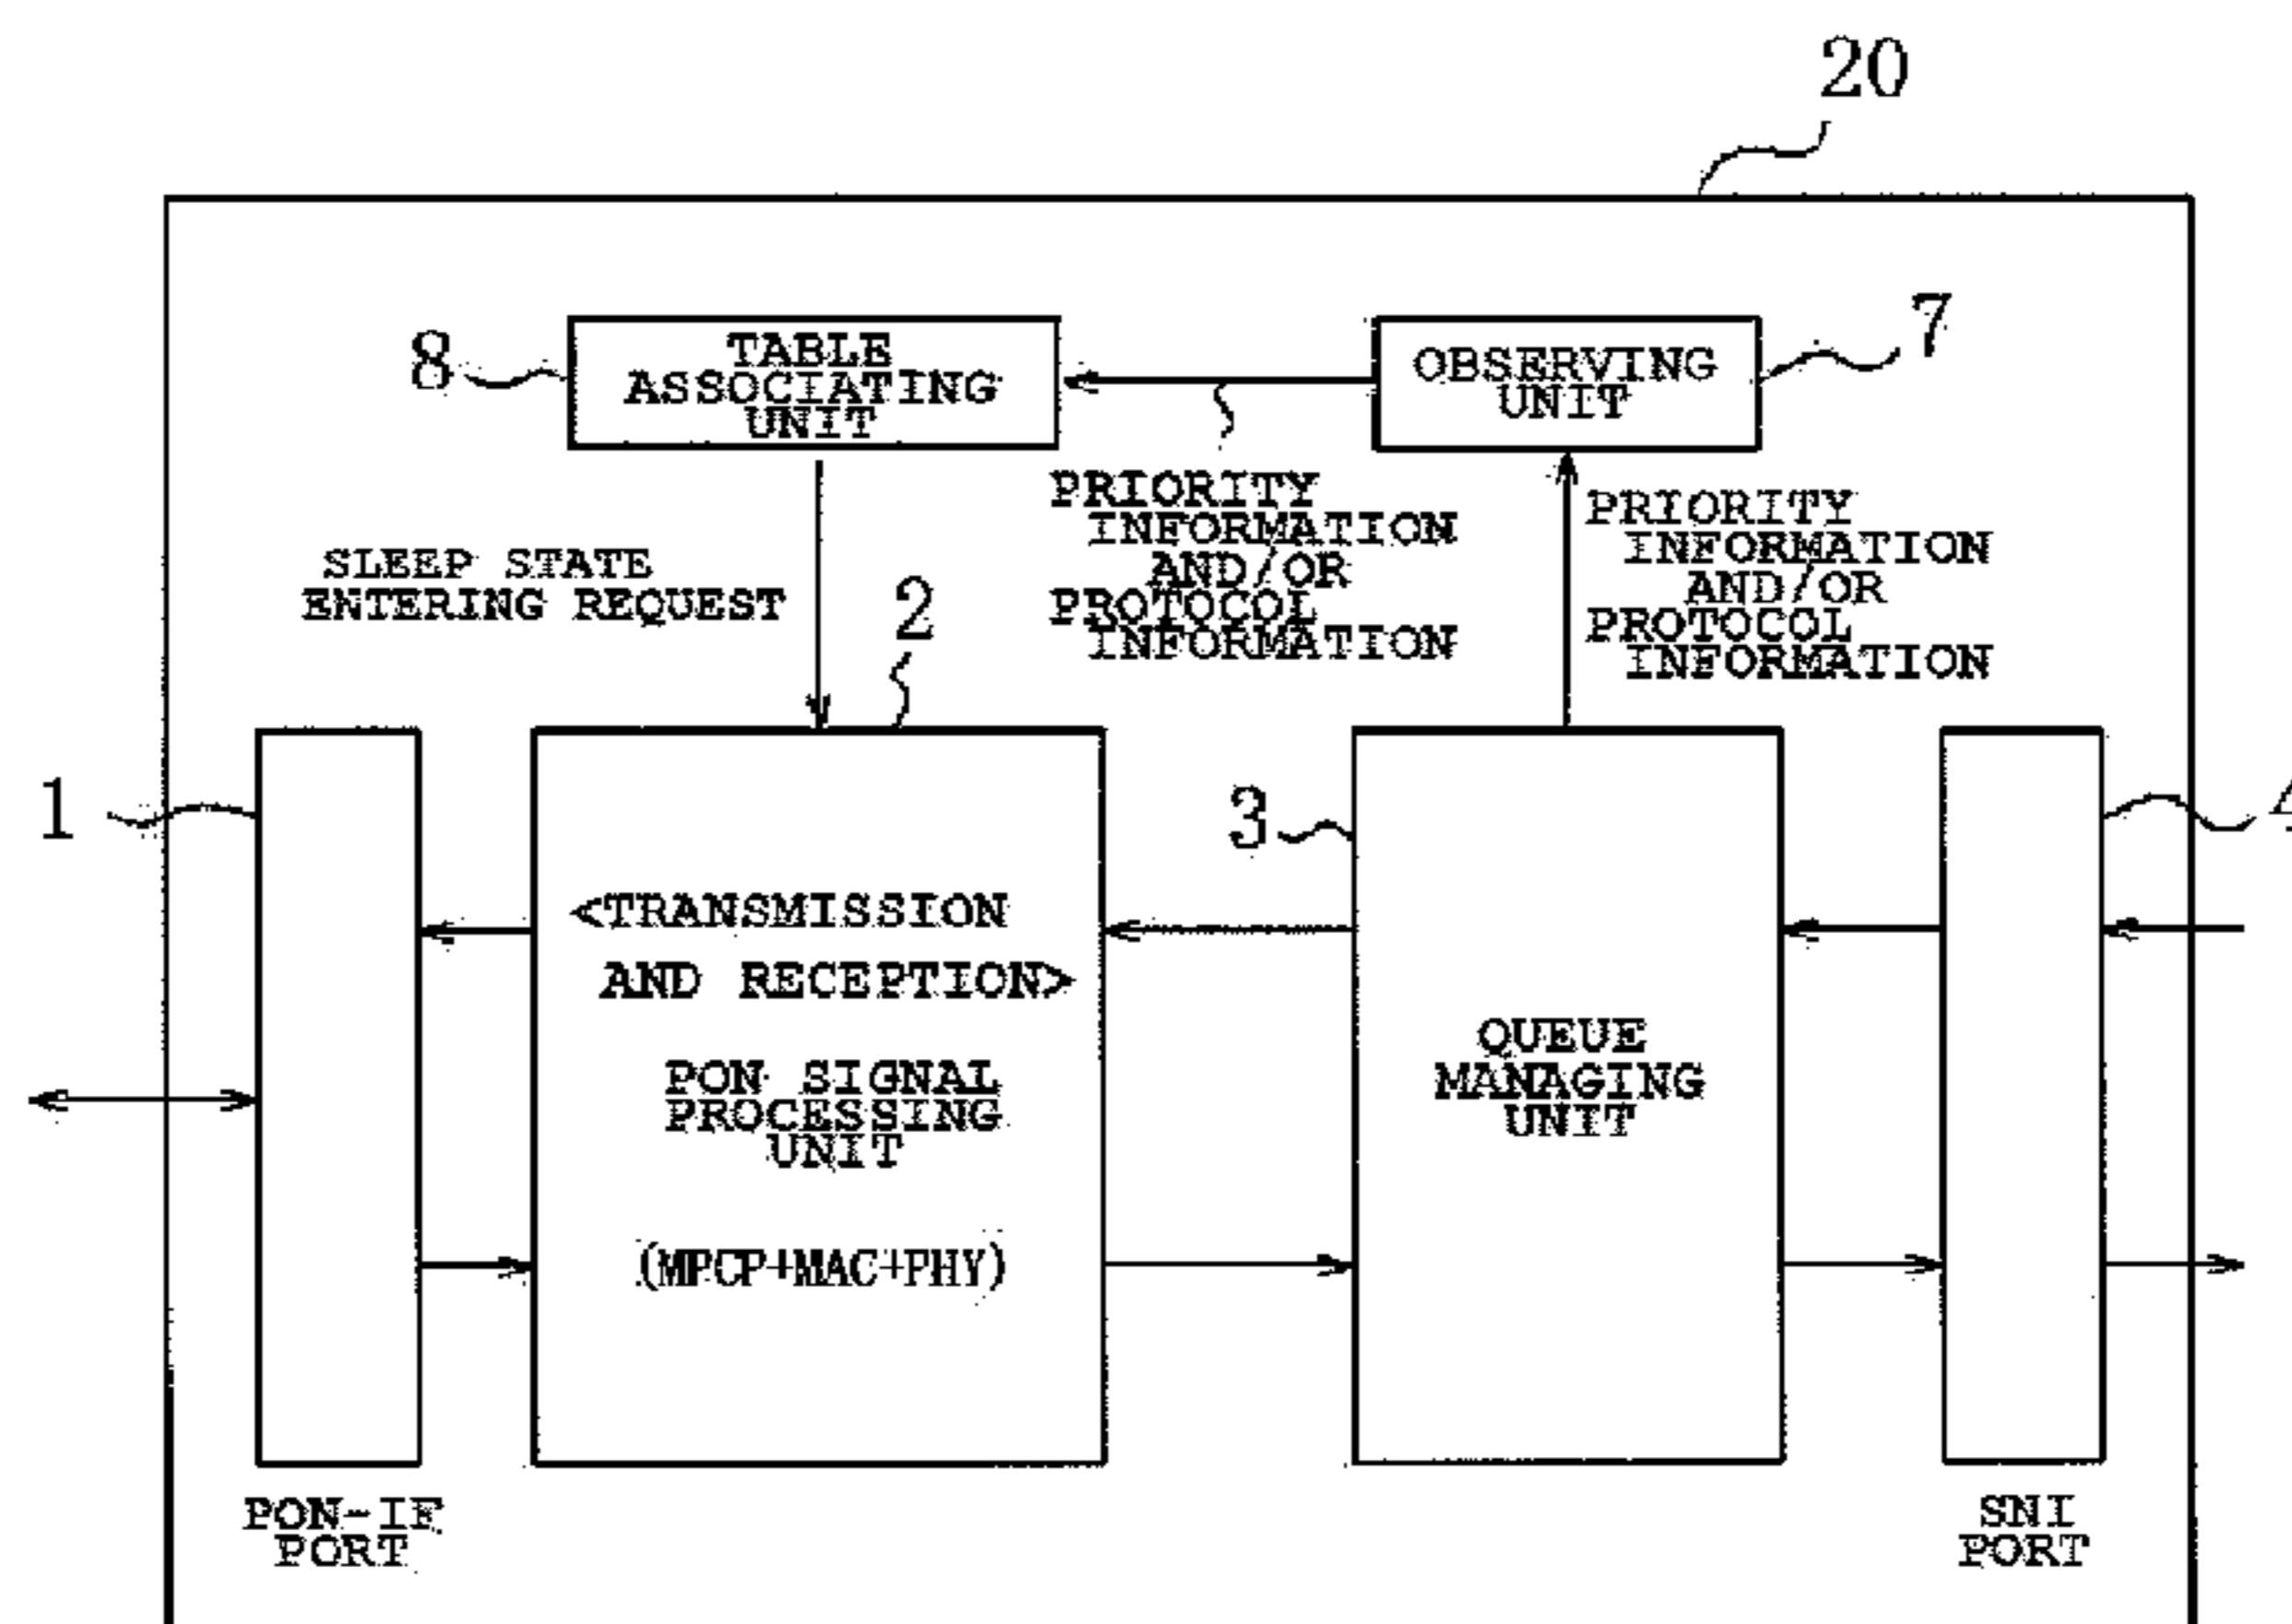 20
8
TABLE
ASSOCIATING
UNIT
OBSERVING
UNIT
7
PRIORITY
INFORMATION
AND/OR
PROTOCOL
INFORMATION
PRIORITY
INFORMATION
AND/OR
PROTOCOL
INFORMATION
SLEEP STATE
ENTERING REQUEST
2
1
3
4
<TRANSMISSION
AND RECEPTION>
PON SIGNAL
PROCESSING
UNIT
(MPCP+MAC+PHY)
QUEUE
MANAGING
UNIT
PON-IF
PORT
SNI
PORT